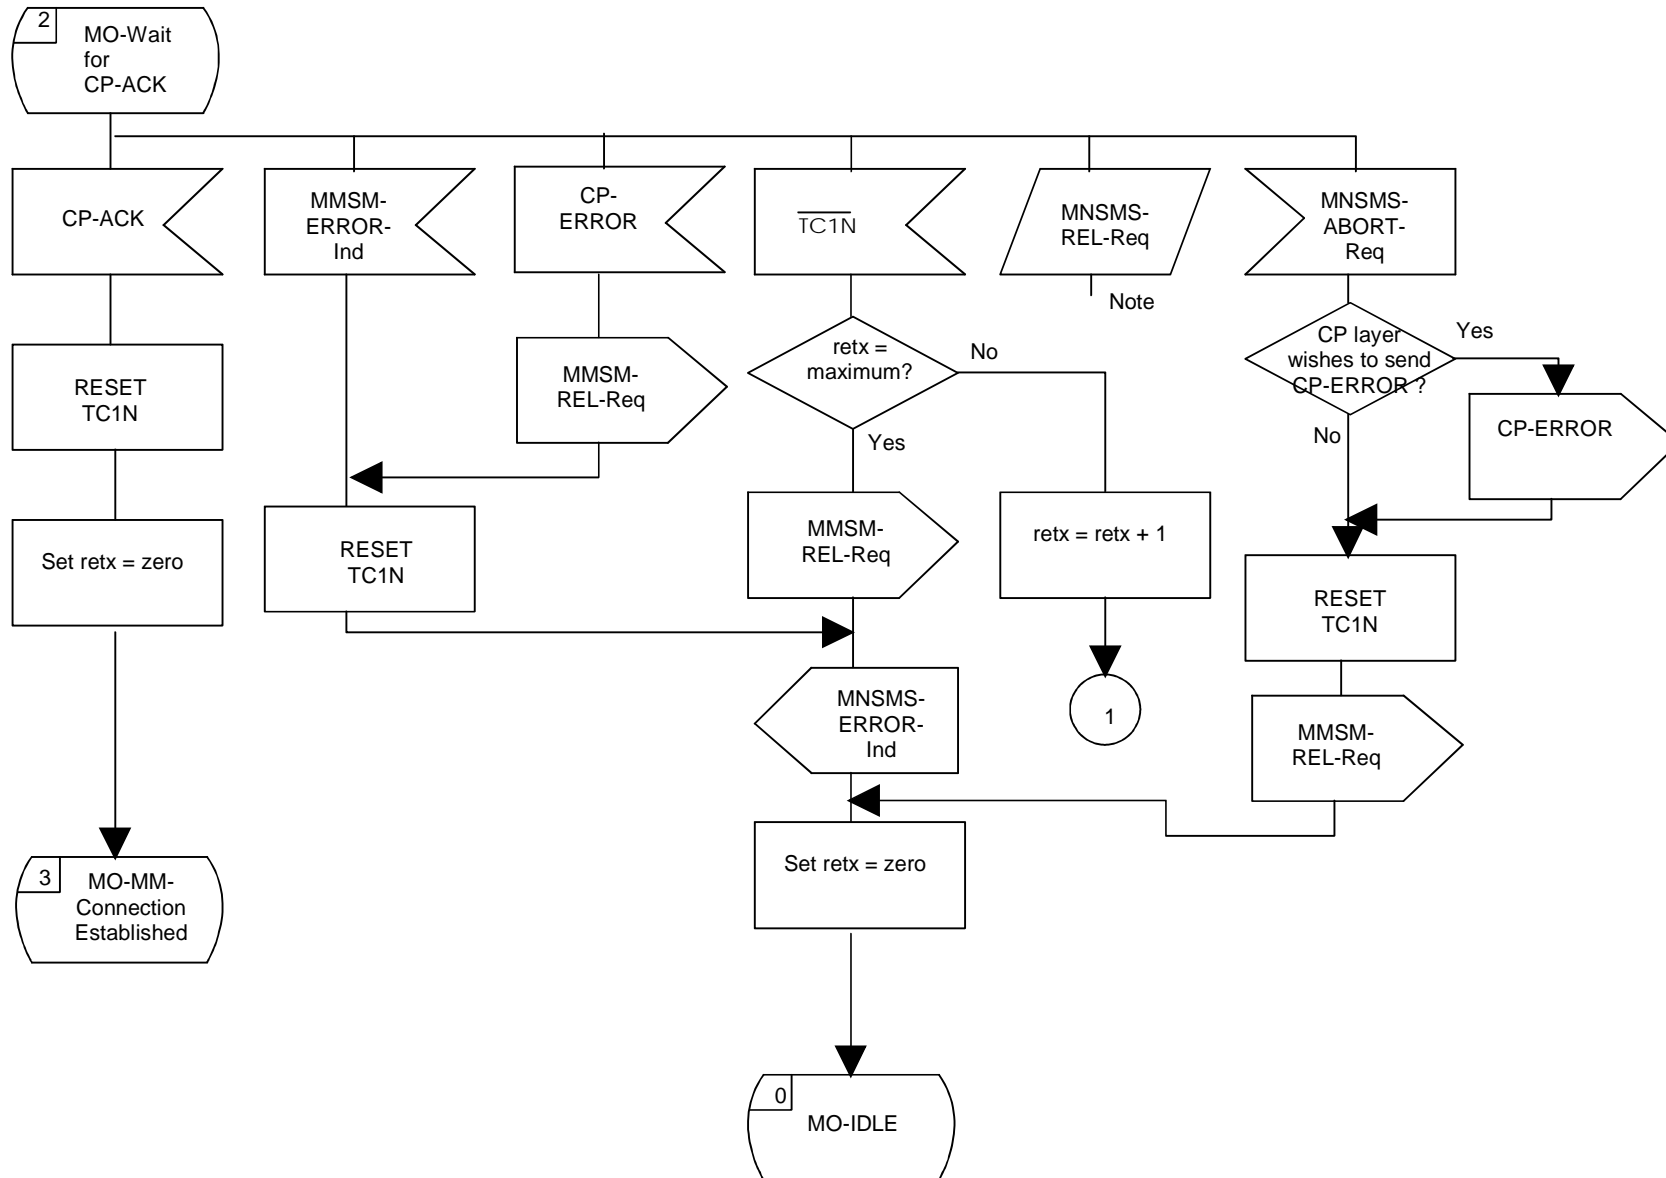 2
MO-Wait
for
CP-ACK
CP-ACK
MMSM-
ERROR-
Ind
CP-
ERROR
TC1N
MNSMS-
REL-Req
Note
MNSMS-
ABORT-
Req
RESET
TC1N
MMSM-
REL-Req
retx =
maximum?
No
Yes
CP layer
wishes to send
CP-ERROR ?
Yes
No
CP-ERROR
Set retx = zero
RESET
TC1N
MMSM-
REL-Req
retx = retx + 1
RESET
TC1N
MNSMS-
ERROR-
Ind
1
MMSM-
REL-Req
3
MO-MM-
Connection
Established
Set retx = zero
0
MO-IDLE